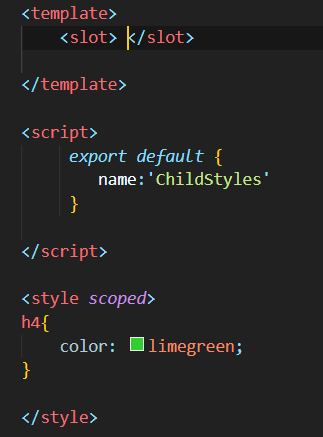 <template>
<slot> </slot>
</template>
<script>
export default {
name:'ChildStyles'
}
</script>
<style scoped>
h4{
color: limegreen;
}
</style>